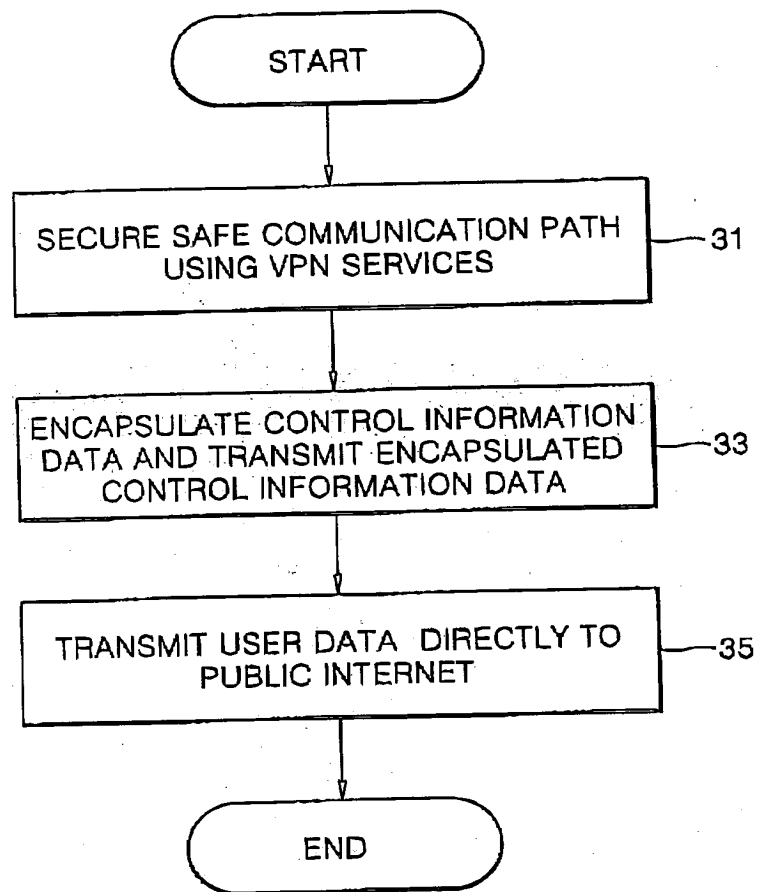 START
SECURE SAFE COMMUNICATION PATH
USING VPN SERVICES
31
ENCAPSULATE CONTROL INFORMATION
DATA AND TRANSMIT ENCAPSULATED
CONTROL INFORMATION DATA
33
TRANSMIT USER DATA DIRECTLY TO
PUBLIC INTERNET
35
END